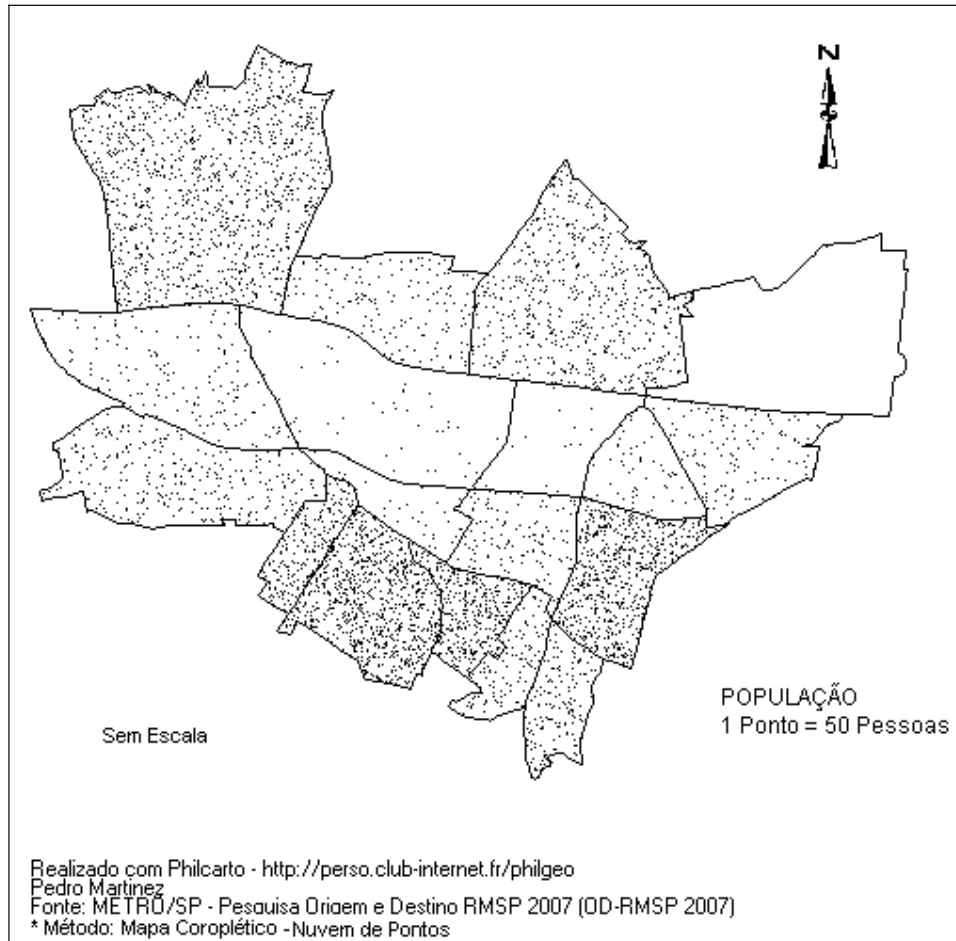 N
POPULAÇÃO
1 Ponto = 50 Pessoas
Sem Escala
Realizado com Philcarto - http://perso.club-internet.fr/philgeo
Pedro Martinez
Fonte: METRÔ/SP - Pesquisa Origem e Destino RMSP 2007 (OD-RMSP 2007)
* Método: Mapa Coroplético - Nuvem de Pontos